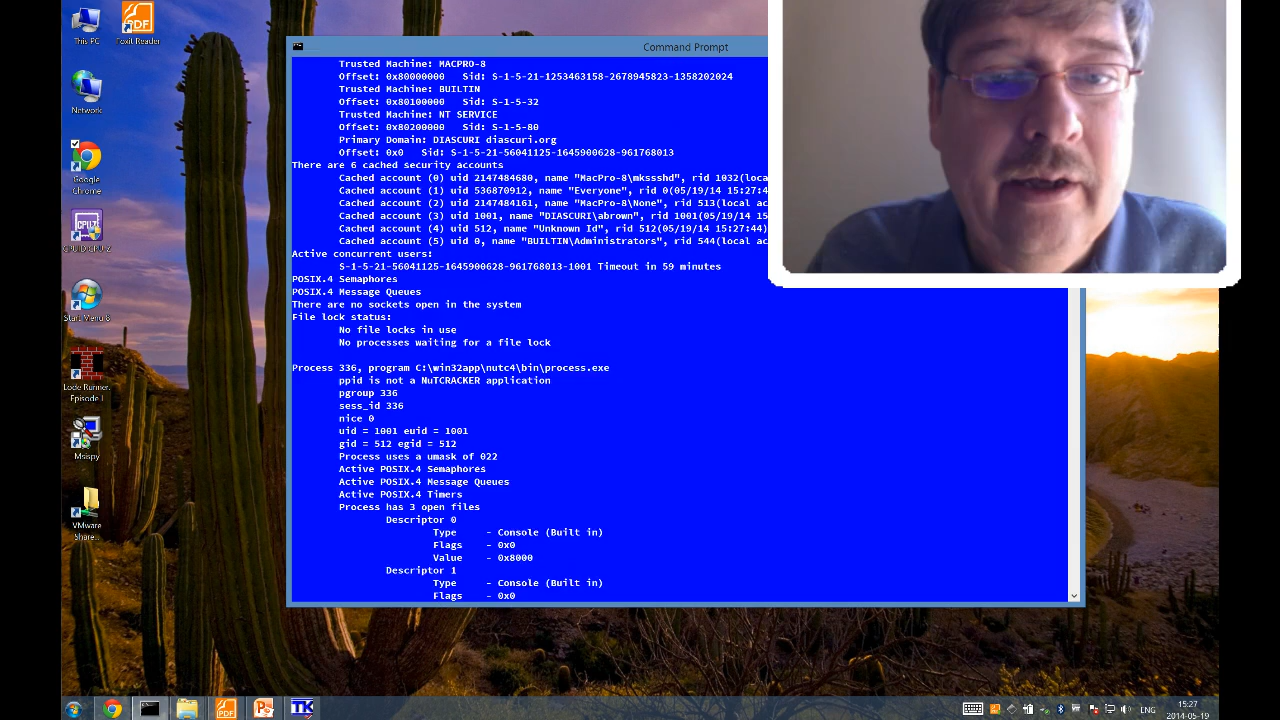 This PC
Foxit Reader
Network
Google
Chrome
CPUID CPU-Z
Start Menu 8
Lode Runner.
Episode I
Msispy
VMware
Share...
Command Prompt
Trusted Machine: MACPRO-8
Offset: 0x80000000 Sid: S-1-5-21-1253463158-2678945823-1358202024
Trusted Machine: BUILTIN
Offset: 0x80100000 Sid: S-1-5-32
Trusted Machine: NT SERVICE
Offset: 0x80200000 Sid: S-1-5-80
Primary Domain: DIASCURI diascuri.org
Offset: 0x0 Sid: S-1-5-21-56041125-1645900628-961768013
There are 6 cached security accounts
Cached account (0) uid 2147484680, name "MacPro-8\mkssshd", rid 1032(loca
Cached account (1) uid 536870912, name "Everyone", rid 0(05/19/14 15:27:4
Cached account (2) uid 2147484161, name "MacPro-8\None", rid 513(local ac
Cached account (3) uid 1001, name "DIASCURI\abrown", rid 1001(05/19/14 15
Cached account (4) uid 512, name "Unknown Id", rid 512(05/19/14 15:27:44)
Cached account (5) uid 0, name "BUILTIN\Administrators", rid 544(local ac
Active concurrent users:
S-1-5-21-56041125-1645900628-961768013-1001 Timeout in 59 minutes
POSIX.4 Semaphores
POSIX.4 Message Queues
There are no sockets open in the system
File lock status:
No file locks in use
No processes waiting for a file lock
Process 336, program C:\win32app\nutc4\bin\process.exe
ppid is not a NuTCRACKER application
pgroup 336
sess_id 336
nice 0
uid = 1001 euid = 1001
gid = 512 egid = 512
Process uses a umask of 022
Active POSIX.4 Semaphores
Active POSIX.4 Message Queues
Active POSIX.4 Timers
Process has 3 open files
Descriptor 0
Type - Console (Built in)
Flags - 0x0
Value - 0x8000
Descriptor 1
Type - Console (Built in)
Flags - 0x0
ENG
15:27
2014-05-19